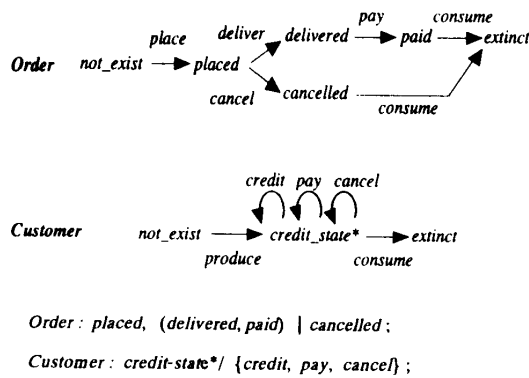 deliver pay consume
place delivered paid extinct
Order not_exist placed
cancel cancelled
consume
credit pay cancel
Customer not_exist credit_state* extinct
produce consume
Order : placed, (delivered, paid) | cancelled ;
Customer : credit-state*/ {credit, pay, cancel} ;